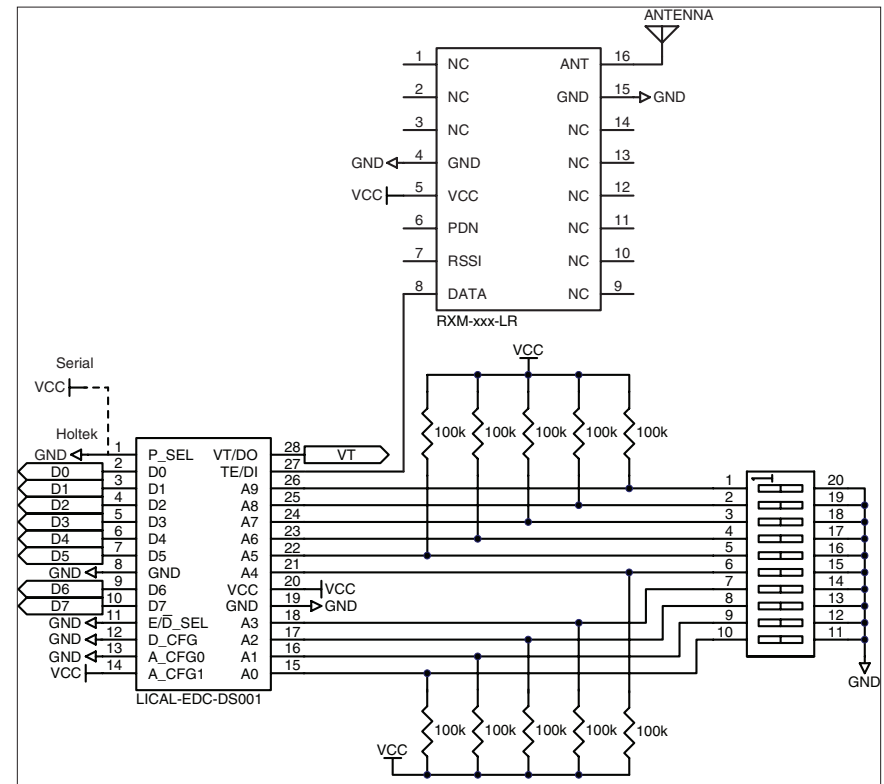 ANTENNA
1 NC ANT 16
2 NC GND 15 GND
3 NC NC 14
GND 4 GND NC 13
VCC 5 VCC NC 12
6 PDN NC 11
7 RSSI NC 10
8 DATA NC 9
RXM-xxx-LR
VCC
Serial
VCC
100k 100k 100k 100k 100k
Holtek
GND 1 P_SEL VT/DO 28 VT
D0 2 D0 TE/DI 27
D1 3 D1 A9 26 1 20
D2 4 D2 A8 25 2 19
D3 5 D3 A7 24 3 18
D4 6 D4 A6 23 4 17
D5 7 D5 A5 22 5 16
GND 8 GND A4 21 6 15
D6 9 D6 VCC 20 VCC 7 14
D7 10 D7 GND 19 GND 8 13
GND 11 E/D̅_SEL A3 18 9 12
GND 12 D_CFG A2 17 10 11
GND 13 A_CFG0 A1 16
VCC 14 A_CFG1 A0 15
GND
LICAL-EDC-DS001
100k 100k 100k 100k 100k
VCC